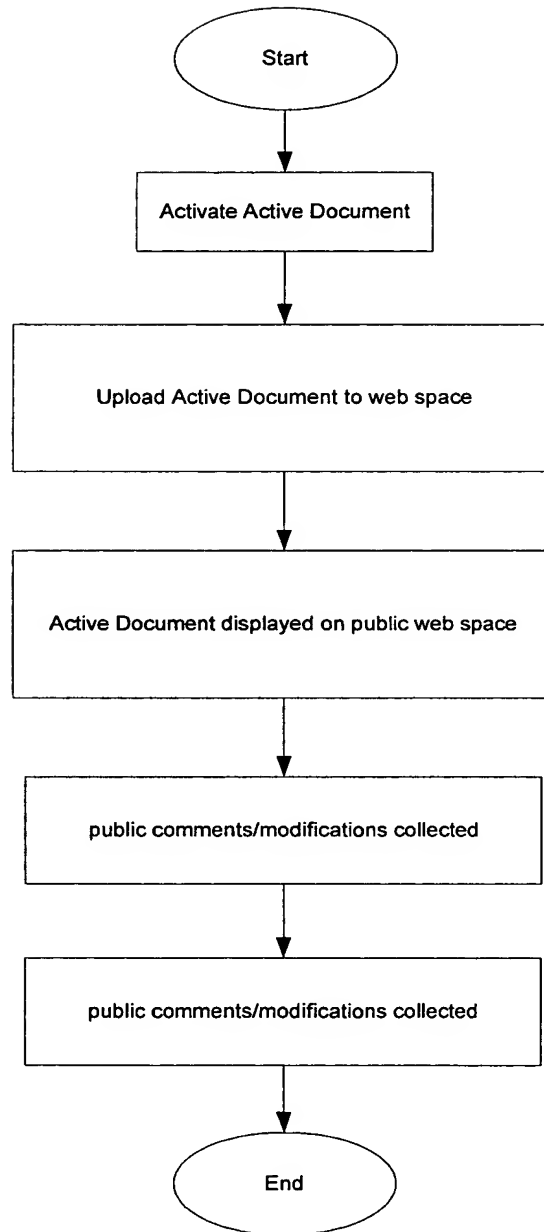 Start
Activate Active Document
Upload Active Document to web space
Active Document displayed on public web space
public comments/modifications collected
public comments/modifications collected
End